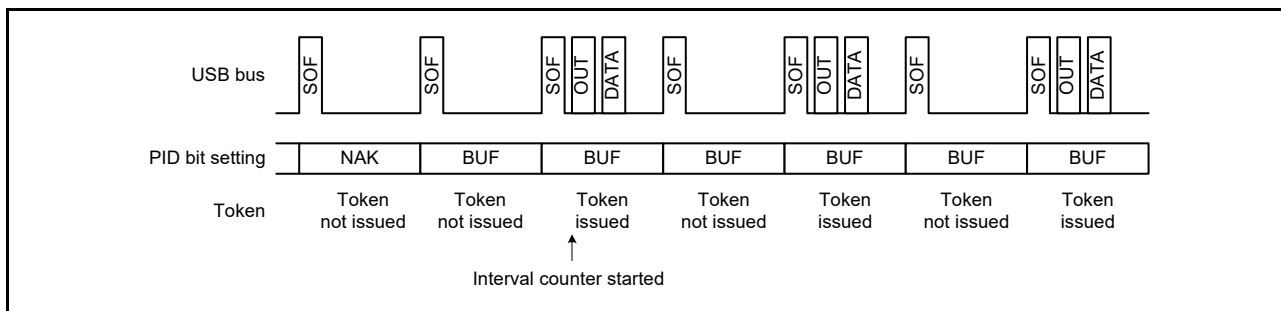 USB bus
SOF SOF SOF OUT DATA SOF SOF OUT DATA SOF SOF OUT DATA
PID bit setting NAK BUF BUF BUF BUF BUF BUF
Token
Token not issued
Token not issued
Token issued
Token not issued
Token issued
Token not issued
Token issued
Interval counter started